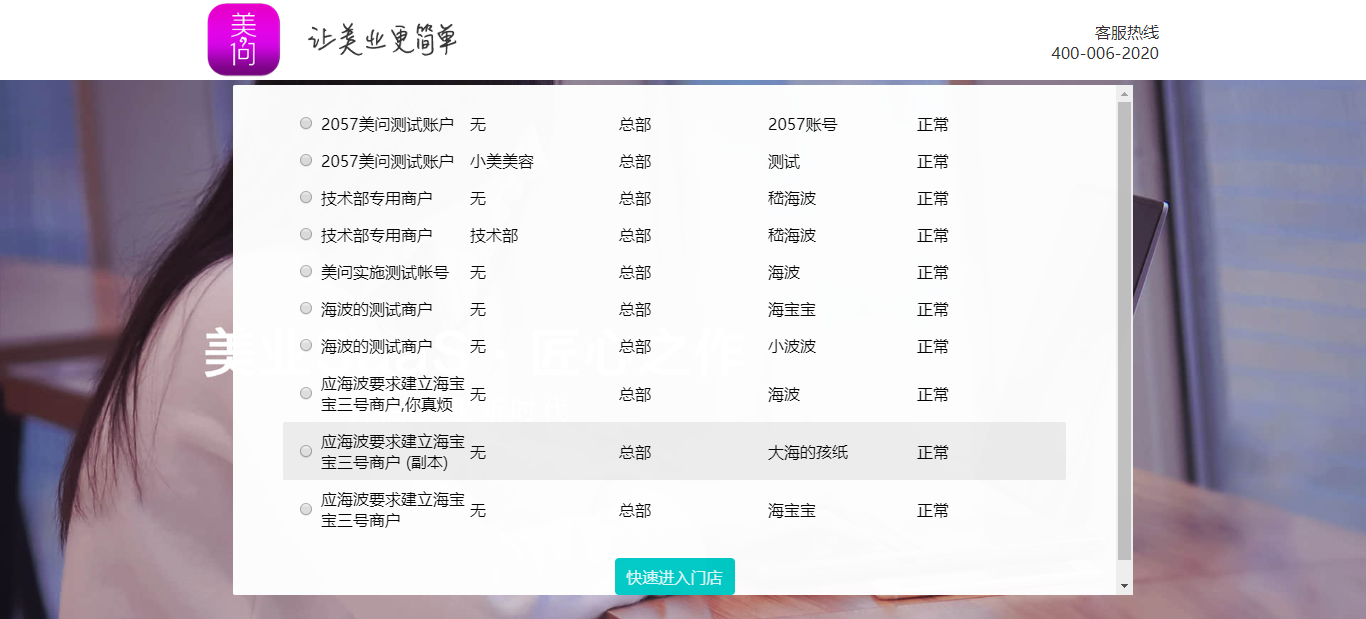 美问
让美业更简单
客服热线
400-006-2020
2057美问测试账户 无 总部 2057账号 正常
2057美问测试账户 小美美容 总部 测试 正常
技术部专用商户 无 总部 嵇海波 正常
技术部专用商户 技术部 总部 嵇海波 正常
美问实施测试帐号 无 总部 海波 正常
海波的测试商户 无 总部 海宝宝 正常
海波的测试商户 无 总部 小波波 正常
应海波要求建立海宝
宝三号商户,你真烦 无 总部 海波 正常
应海波要求建立海宝
宝三号商户 (副本) 无 总部 大海的孩纸 正常
应海波要求建立海宝
宝三号商户 无 总部 海宝宝 正常
美业 匠心之作
快速进入门店